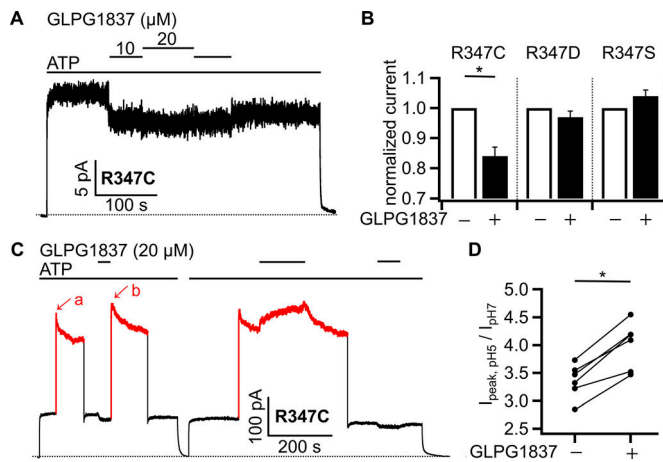 A
GLPG1837 (µM)
10
20
ATP
5 pA
R347C
100 s
B
R347C
R347D
R347S
*
normalized current
1.1
1.0
0.9
0.8
0.7
GLPG1837
−
+
−
+
−
+
C
GLPG1837 (20 µM)
ATP
a
b
100 pA
R347C
200 s
D
*
I peak, pH5 / I pH7
5.0
4.5
4.0
3.5
3.0
2.5
GLPG1837
−
+